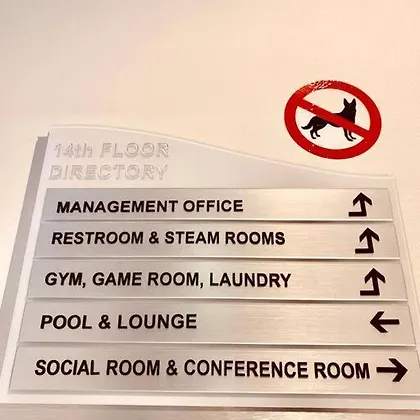 14th FLOOR
DIRECTORY
MANAGEMENT OFFICE
RESTROOM & STEAM ROOMS
GYM, GAME ROOM, LAUNDRY
POOL & LOUNGE
SOCIAL ROOM & CONFERENCE ROOM